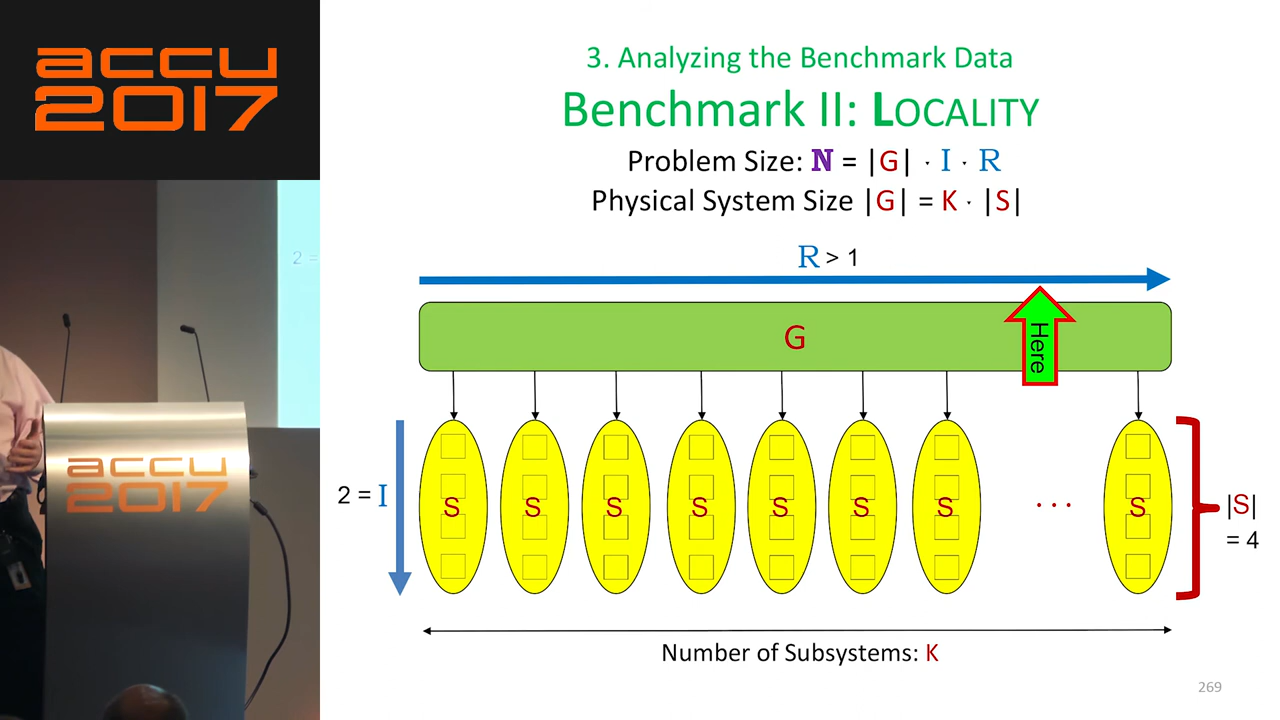 accu
2017
3. Analyzing the Benchmark Data
Benchmark II: LOCALITY
Problem Size: N = |G| · I · R
Physical System Size |G| = K · |S|
2 =
R > 1
G
Here
2 = I
S S S S S S S ... S
|S|
= 4
accu
2017
Number of Subsystems: K
269